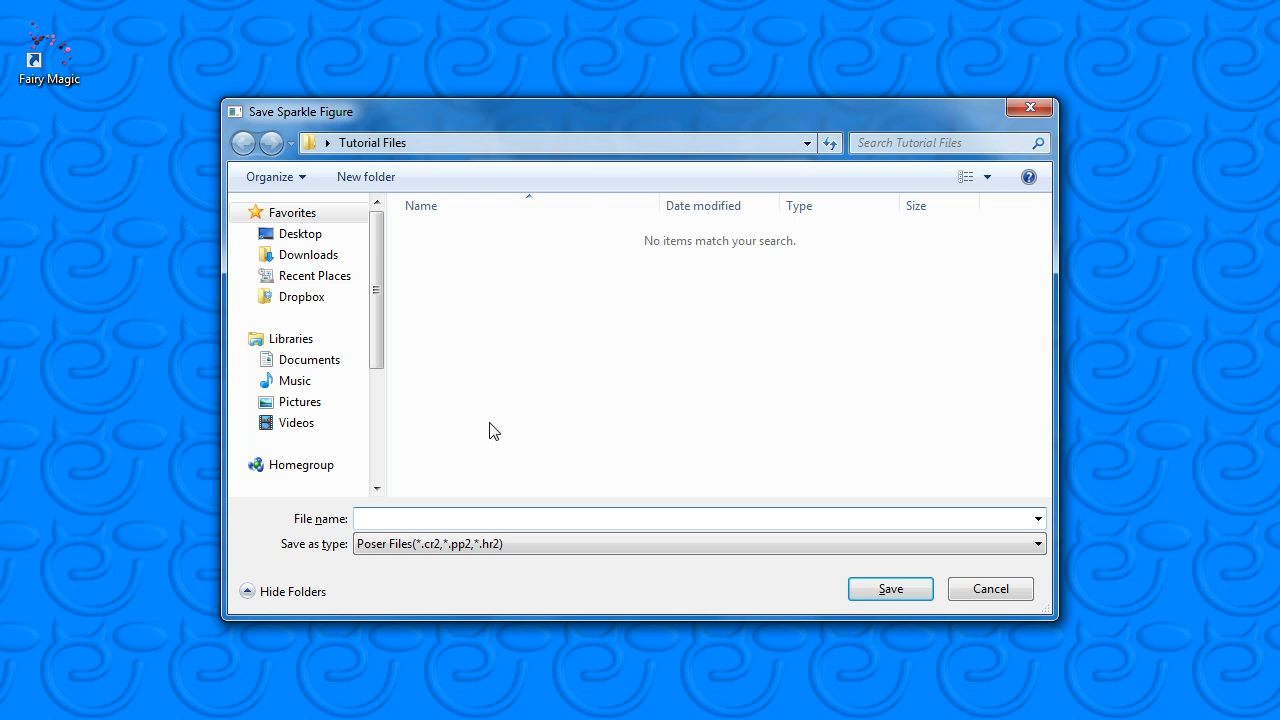 Fairy Magic
Save Sparkle Figure
Tutorial Files
Search Tutorial Files
Organize
New folder
Favorites
Desktop
Downloads
Recent Places
Dropbox
Libraries
Documents
Music
Pictures
Videos
Homegroup
Name
Date modified
Type
Size
No items match your search.
File name:
Save as type:
Poser Files(*.cr2,*.pp2,*.hr2)
Hide Folders
Save
Cancel